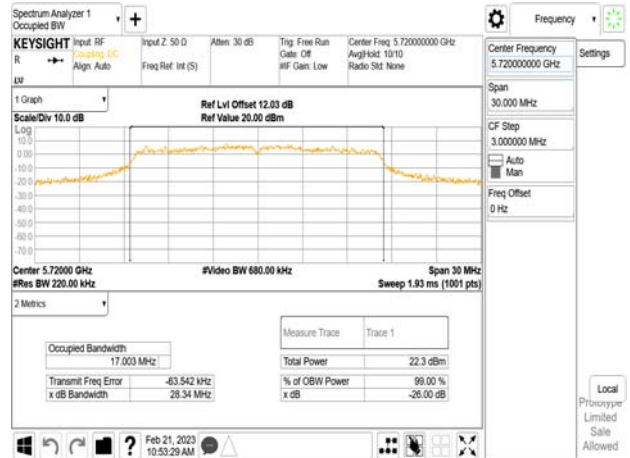 Spectrum Analyzer 1
Occupied BW
+
Frequency
KEYSIGHT
R
LXI
Input: RF
Coupling: DC
Align: Auto
Input Z: 50 Ω
Freq Ref: Int (S)
Atten: 30 dB
Trig: Free Run
Gate: Off
#IF Gain: Low
Center Freq: 5.720000000 GHz
Avg|Hold: 10/10
Radio Std: None
Center Frequency
5.720000000 GHz
Settings
Span
30.000 MHz
CF Step
3.000000 MHz
Auto
Man
Freq Offset
0 Hz
1 Graph
Scale/Div 10.0 dB
Ref Lvl Offset 12.03 dB
Ref Value 20.00 dBm
Log
10.0
0.00
-10.0
-20.0
-30.0
-40.0
-50.0
-60.0
-70.0
Center 5.72000 GHz
#Res BW 220.00 kHz
#Video BW 680.00 kHz
Span 30 MHz
Sweep 1.93 ms (1001 pts)
2 Metrics
Measure Trace
Trace 1
Occupied Bandwidth
17.003 MHz
Total Power
22.3 dBm
Transmit Freq Error
-63.542 kHz
% of OBW Power
99.00 %
x dB Bandwidth
28.34 MHz
x dB
-26.00 dB
Local
Prototype
Limited
Sale
Allowed
?
Feb 21, 2023
10:53:29 AM